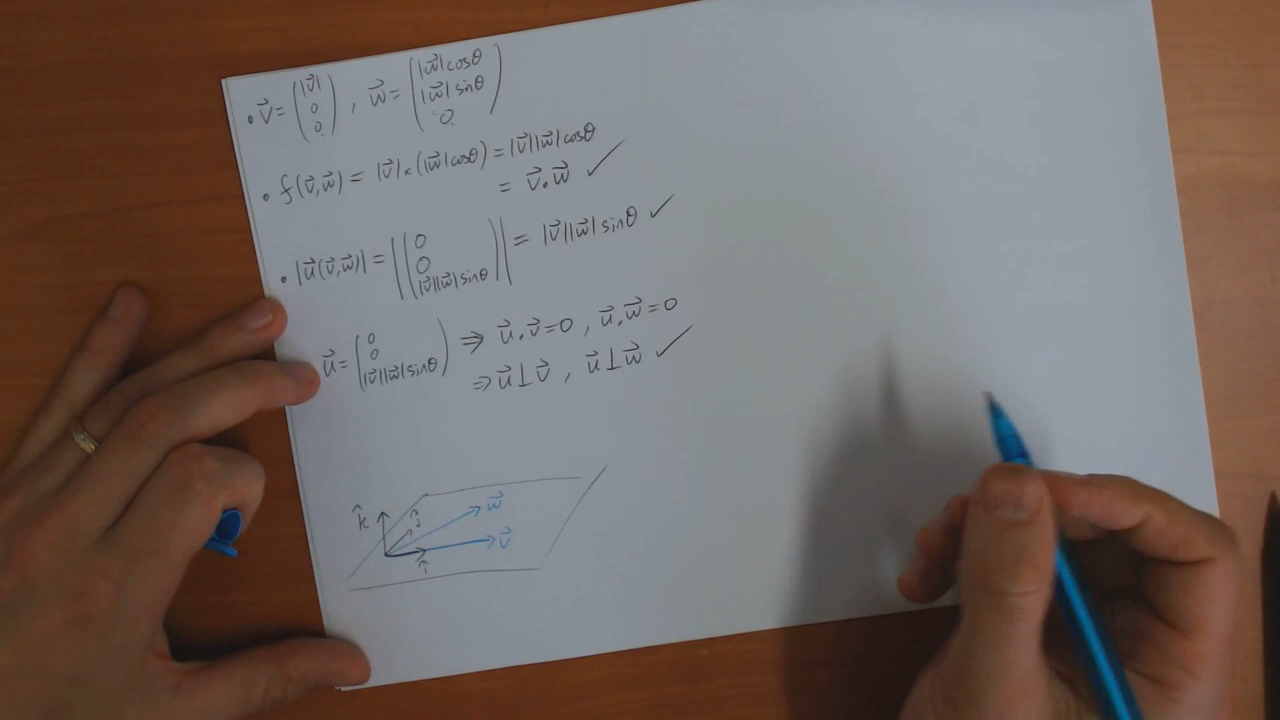 • v⃗ = (|v⃗| 0 0), w⃗ = (|w⃗|cosθ |w⃗|sinθ 0)
• f(v⃗,w⃗) = |v⃗|×(|w⃗|cosθ) = |v⃗||w⃗|cosθ
= v⃗·w⃗ ✓
• |u⃗(v⃗,w⃗)| = |(0 0 |v⃗||w⃗|sinθ)| = |v⃗||w⃗|sinθ ✓
u⃗ = (0 0 |v⃗||w⃗|sinθ) ⇒ u⃗·v⃗=0, u⃗·w⃗=0
⇒ u⃗⊥v⃗, u⃗⊥w⃗ ✓
k̂ ĵ w⃗
î v⃗